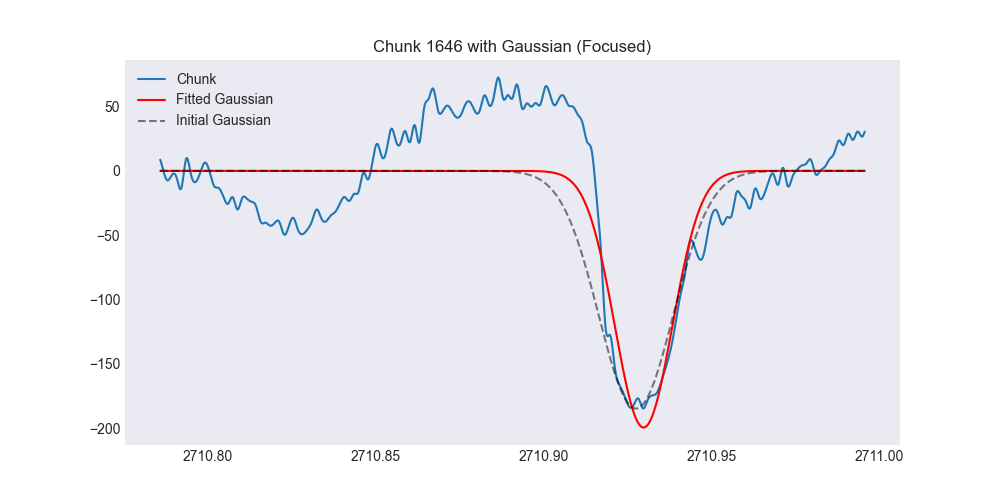 Chunk 1646 with Gaussian (Focused)
Chunk
Fitted Gaussian
Initial Gaussian
50
0
−50
−100
−150
−200
2710.80 2710.85 2710.90 2710.95 2711.00